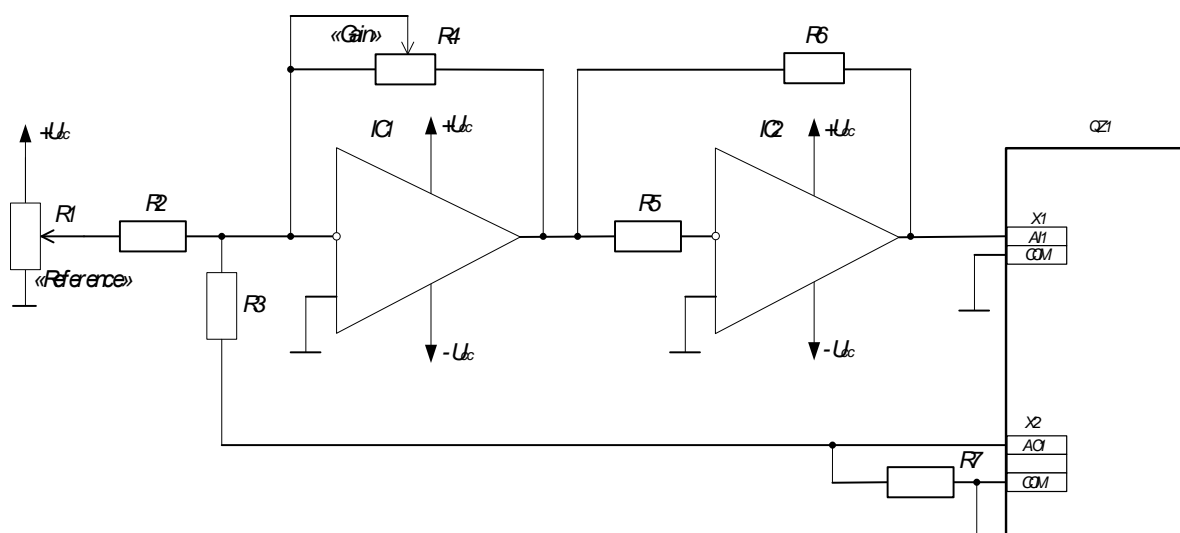 «Gain»
R4
R6
+Ucc
IC1
+Ucc
IC2
+Ucc
QZ1
R1
R2
R5
X1
AI1
COM
«Reference»
R3
-Ucc
-Ucc
X2
AO1
R7
COM